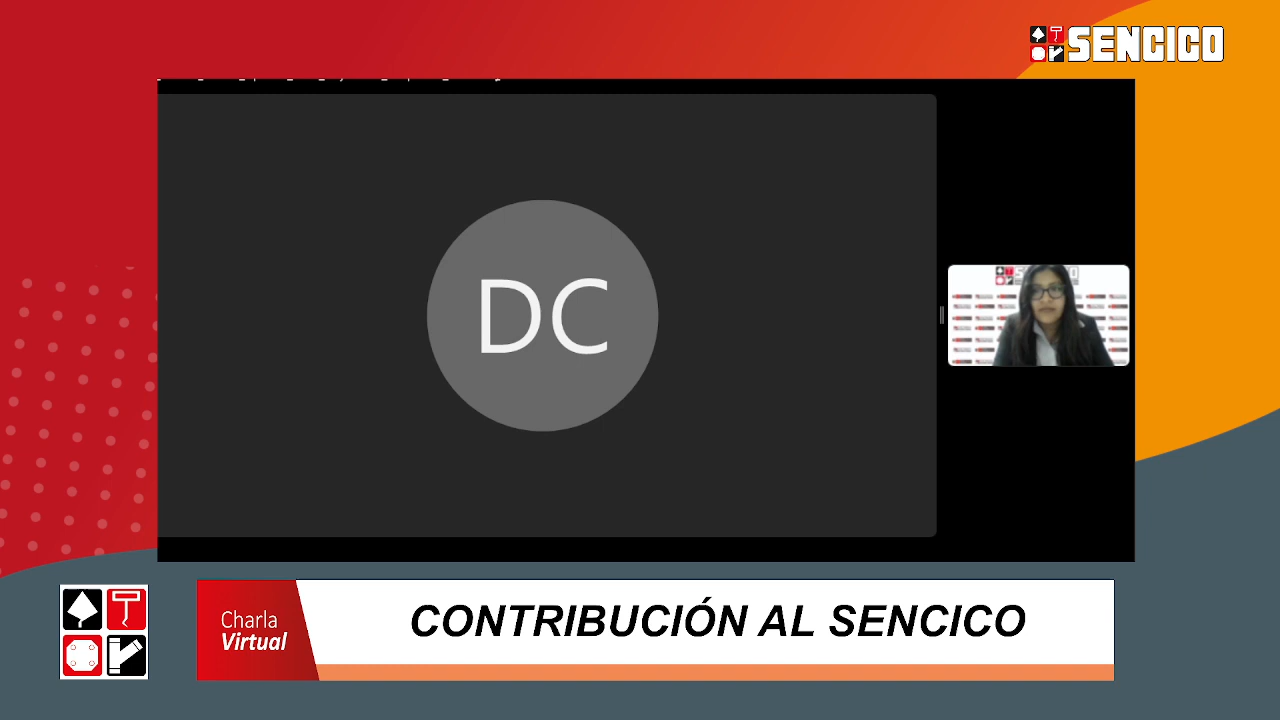 SENCICO
DC
Charla
Virtual
CONTRIBUCIÓN AL SENCICO